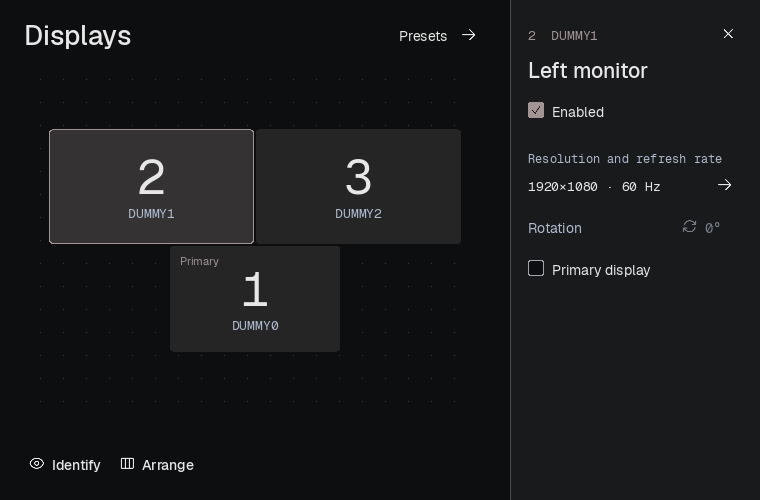 Displays
Presets
2
DUMMY1
3
DUMMY2
Primary
1
DUMMY0
Identify
Arrange
2 DUMMY1
Left monitor
Enabled
Resolution and refresh rate
1920×1080 · 60 Hz
Rotation
0°
Primary display